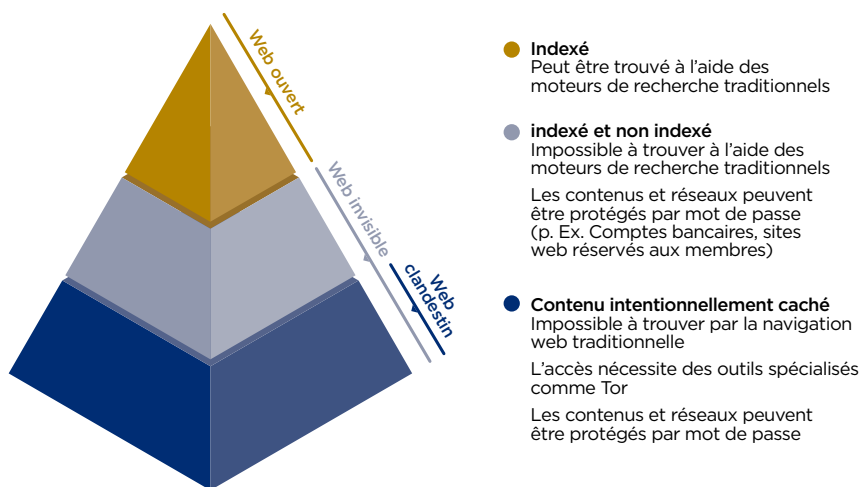 Web ouvert
Web invisible
Web
clandestin
Indexé
Peut être trouvé à l'aide des
moteurs de recherche traditionnels
indexé et non indexé
Impossible à trouver à l'aide des
moteurs de recherche traditionnels
Les contenus et réseaux peuvent
être protégés par mot de passe
(p. Ex. Comptes bancaires, sites
web réservés aux membres)
Contenu intentionnellement caché
Impossible à trouver par la navigation
web traditionnelle
L'accès nécessite des outils spécialisés
comme Tor
Les contenus et réseaux peuvent
être protégés par mot de passe